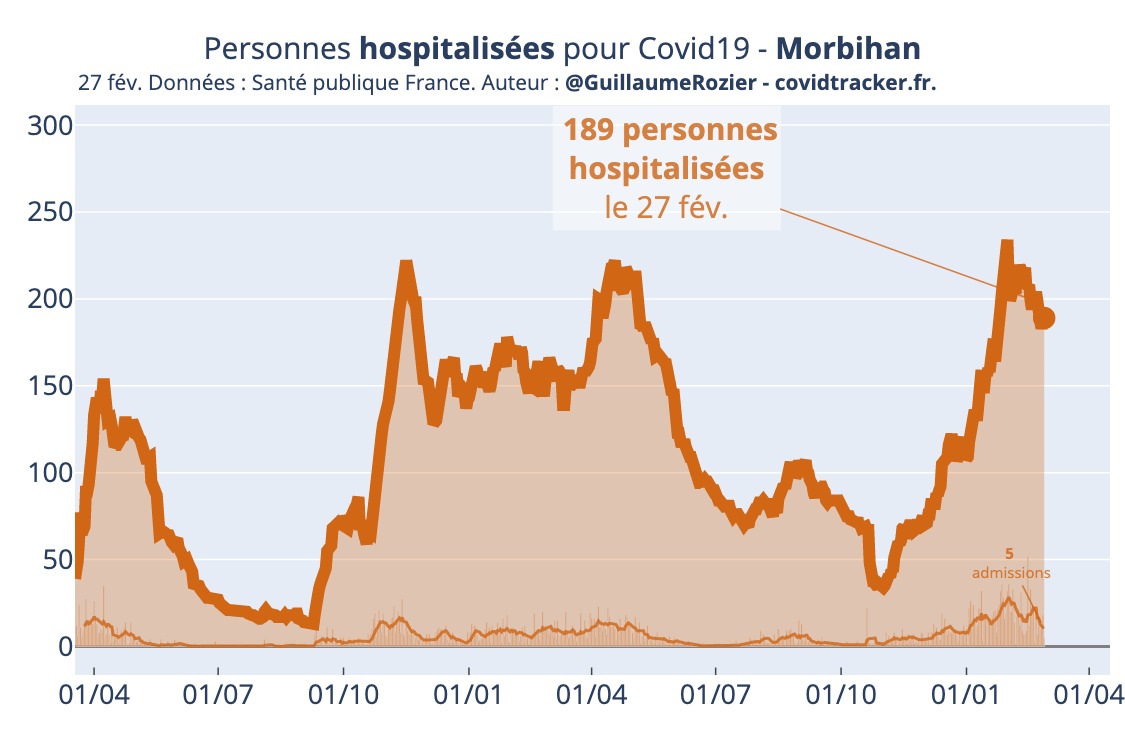 Personnes hospitalisées pour Covid19 - Morbihan
27 fév. Données : Santé publique France. Auteur : @GuillaumeRozier - covidtracker.fr.
189 personnes
hospitalisées
le 27 fév.
300
250
200
150
100
50
0
5
admissions
01/04 01/07 01/10 01/01 01/04 01/07 01/10 01/01 01/04